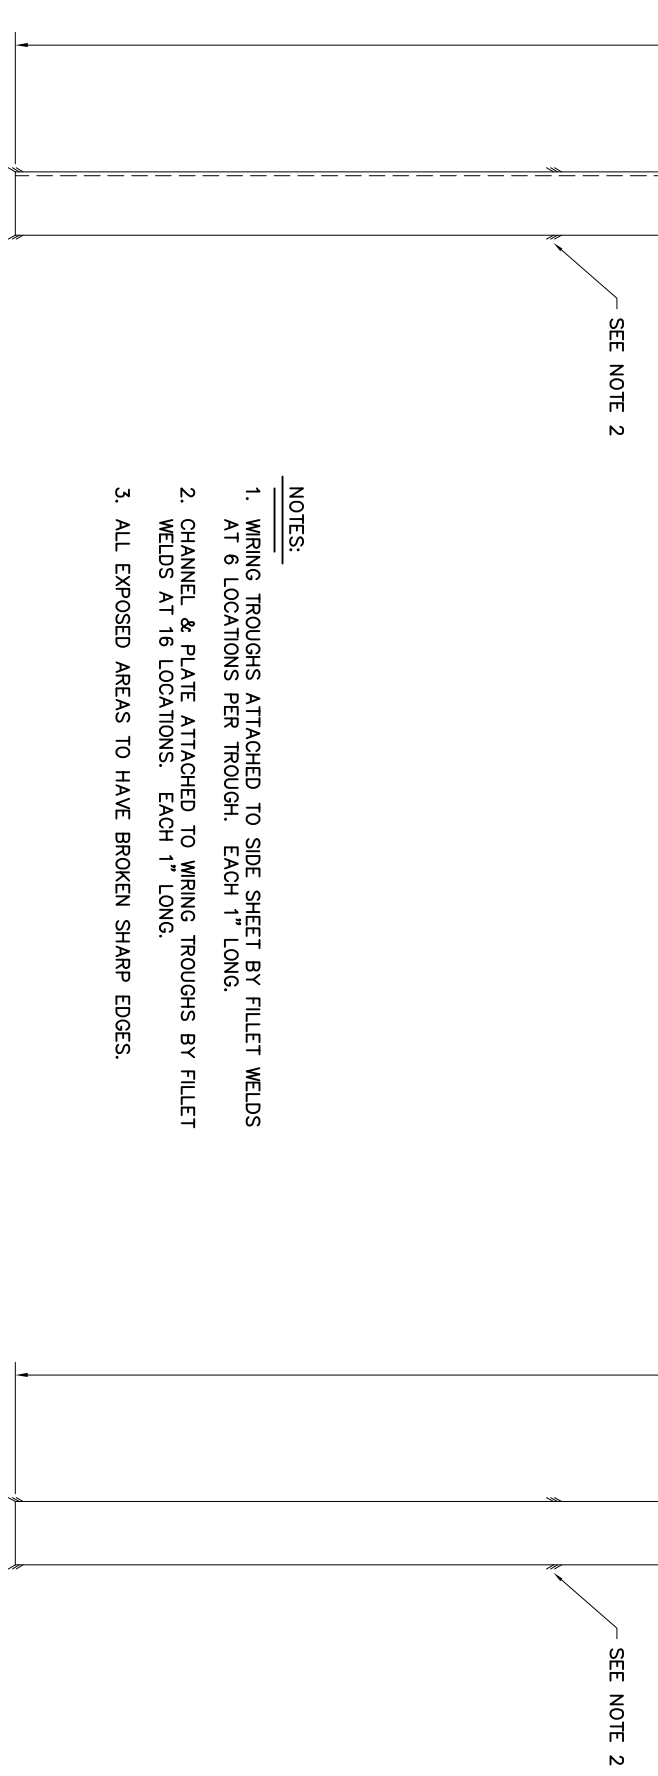 SEE NOTE 2
NOTES:
1. WIRING TROUGHS ATTACHED TO SIDE SHEET BY FILLET WELDS
AT 6 LOCATIONS PER TROUGH. EACH 1" LONG.
2. CHANNEL & PLATE ATTACHED TO WIRING TROUGHS BY FILLET
WELDS AT 16 LOCATIONS. EACH 1" LONG.
3. ALL EXPOSED AREAS TO HAVE BROKEN SHARP EDGES.
SEE NOTE 2